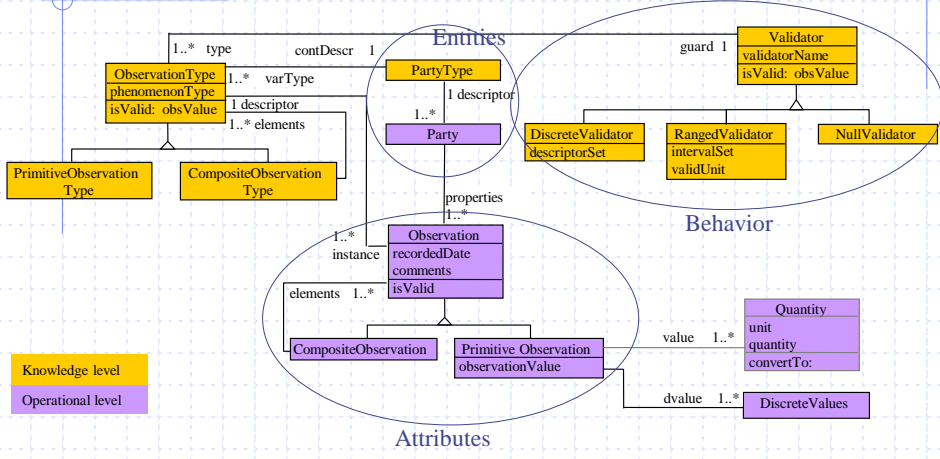 Entities
1..* type
contDescr 1
guard 1
Validator
validatorName
isValid: obsValue
ObservationType
phenomenonType
isValid: obsValue
1..* varType
PartyType
1 descriptor
1..* elements
1 descriptor
1..*
Party
DiscreteValidator
descriptorSet
RangedValidator
intervalSet
validUnit
NullValidator
PrimitiveObservation
Type
CompositeObservation
Type
properties
1..*
Behavior
1..*
instance
Observation
recordedDate
comments
isValid
elements 1..*
CompositeObservation
Primitive Observation
observationValue
value 1..*
Quantity
unit
quantity
convertTo:
dvalue 1..*
DiscreteValues
Knowledge level
Operational level
Attributes